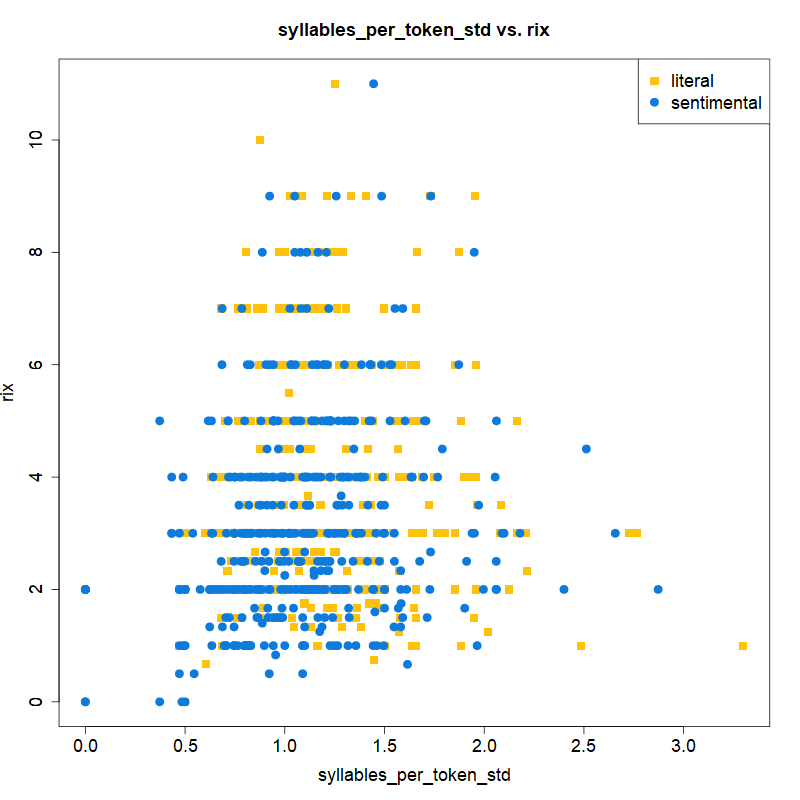 syllables_per_token_std vs. rix
literal
sentimental
rix
10
8
6
4
2
0
0.0 0.5 1.0 1.5 2.0 2.5 3.0
syllables_per_token_std